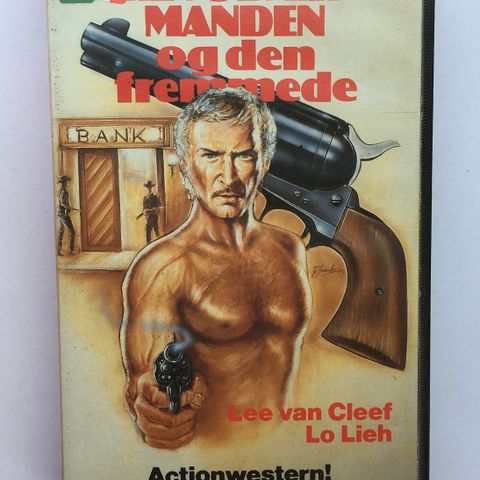 MANDEN
og den
fremmede
BANK
Lee van Cleef
Lo Lieh
Actionwestern!